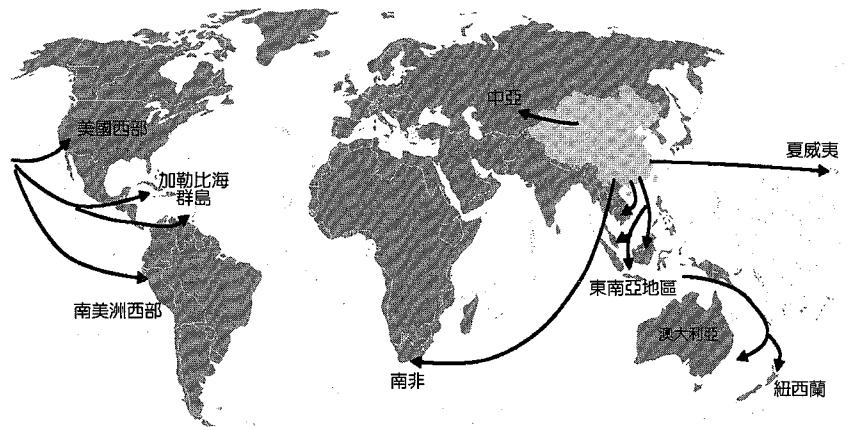 美國西部
中亞
夏威夷
加勒比海
群島
東南亞地區
南美洲西部
澳大利亞
南非
紐西蘭